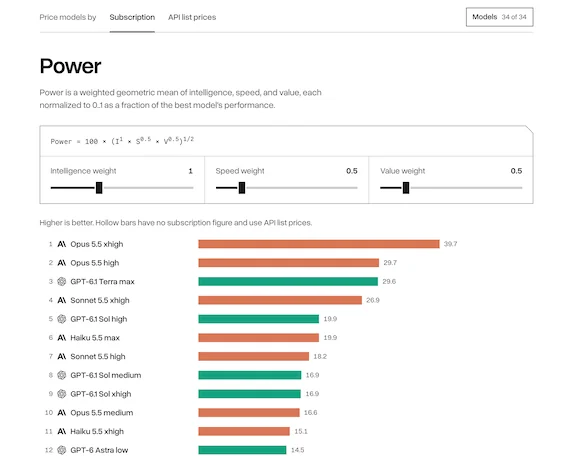 Price models by Subscription API list prices Models 34 of 34
Power
Power is a weighted geometric mean of intelligence, speed, and value, each
normalized to 0..1 as a fraction of the best model's performance.
Power = 100 × (I^1 × S^0.5 × V^0.5)^1/2
Intelligence weight 1 Speed weight 0.5 Value weight 0.5
Higher is better. Hollow bars have no subscription figure and use API list prices.
1 Opus 5.5 xhigh 39.7
2 Opus 5.5 high 29.7
3 GPT-6.1 Terra max 29.6
4 Sonnet 5.5 xhigh 26.9
5 GPT-6.1 Sol high 19.9
6 Haiku 5.5 max 19.9
7 Sonnet 5.5 high 18.2
8 GPT-6.1 Sol medium 16.9
9 GPT-6.1 Sol xhigh 16.9
10 Opus 5.5 medium 16.6
11 Haiku 5.5 xhigh 15.1
12 GPT-6 Astra low 14.5